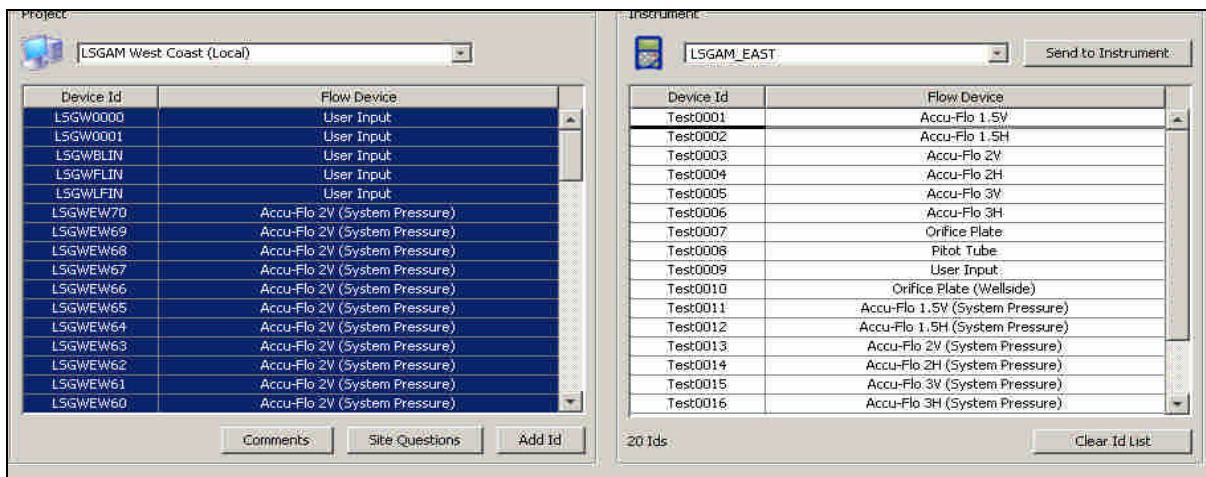 Project
LSGAM West Coast (Local)
Device Id Flow Device
LSGW0000 User Input
LSGW0001 User Input
LSGWBLIN User Input
LSGWFLIN User Input
LSGWLFIN User Input
LSGWEW70 Accu-Flo 2V (System Pressure)
LSGWEW69 Accu-Flo 2V (System Pressure)
LSGWEW68 Accu-Flo 2V (System Pressure)
LSGWEW67 Accu-Flo 2V (System Pressure)
LSGWEW66 Accu-Flo 2V (System Pressure)
LSGWEW65 Accu-Flo 2V (System Pressure)
LSGWEW64 Accu-Flo 2V (System Pressure)
LSGWEW63 Accu-Flo 2V (System Pressure)
LSGWEW62 Accu-Flo 2V (System Pressure)
LSGWEW61 Accu-Flo 2V (System Pressure)
LSGWEW60 Accu-Flo 2V (System Pressure)
Comments Site Questions Add Id
Instrument
LSGAM_EAST Send to Instrument
Device Id Flow Device
Test0001 Accu-Flo 1.5V
Test0002 Accu-Flo 1.5H
Test0003 Accu-Flo 2V
Test0004 Accu-Flo 2H
Test0005 Accu-Flo 3V
Test0006 Accu-Flo 3H
Test0007 Orifice Plate
Test0008 Pitot Tube
Test0009 User Input
Test0010 Orifice Plate (Wellside)
Test0011 Accu-Flo 1.5V (System Pressure)
Test0012 Accu-Flo 1.5H (System Pressure)
Test0013 Accu-Flo 2V (System Pressure)
Test0014 Accu-Flo 2H (System Pressure)
Test0015 Accu-Flo 3V (System Pressure)
Test0016 Accu-Flo 3H (System Pressure)
20 Ids Clear Id List